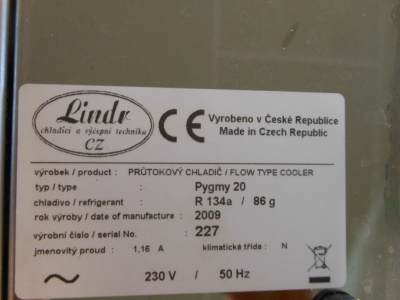 Lindr
chladící a výčepní technika
CZ
CE
Vyrobeno v České Republice
Made in Czech Republic
výrobek / product : PRŮTOKOVÝ CHLADIČ / FLOW TYPE COOLER
typ / type : Pygmy 20
chladivo / refrigerant : R 134a / 86 g
rok výroby / date of manufacture : 2009
výrobní číslo / serial No. : 227
jmenovitý proud : 1,16 A klimatická třída : N
230 V / 50 Hz